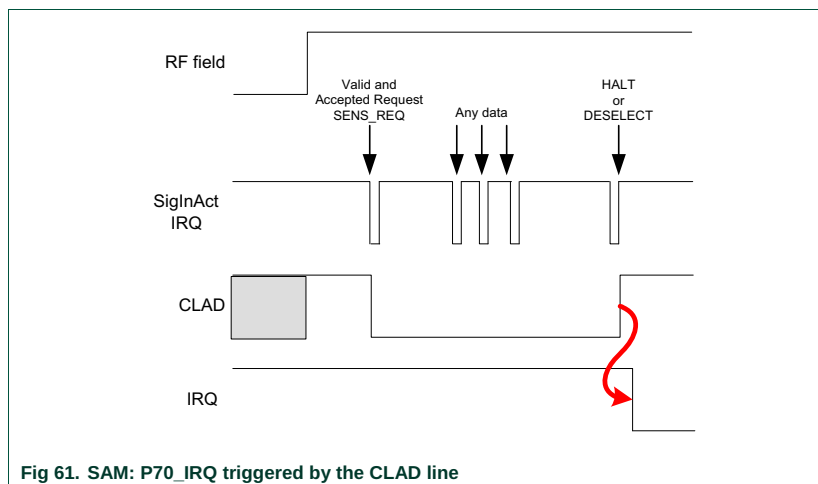 RF field
Valid and
Accepted Request
SENS_REQ
Any data
HALT
or
DESELECT
SigInAct
IRQ
CLAD
IRQ
Fig 61. SAM: P70_IRQ triggered by the CLAD line